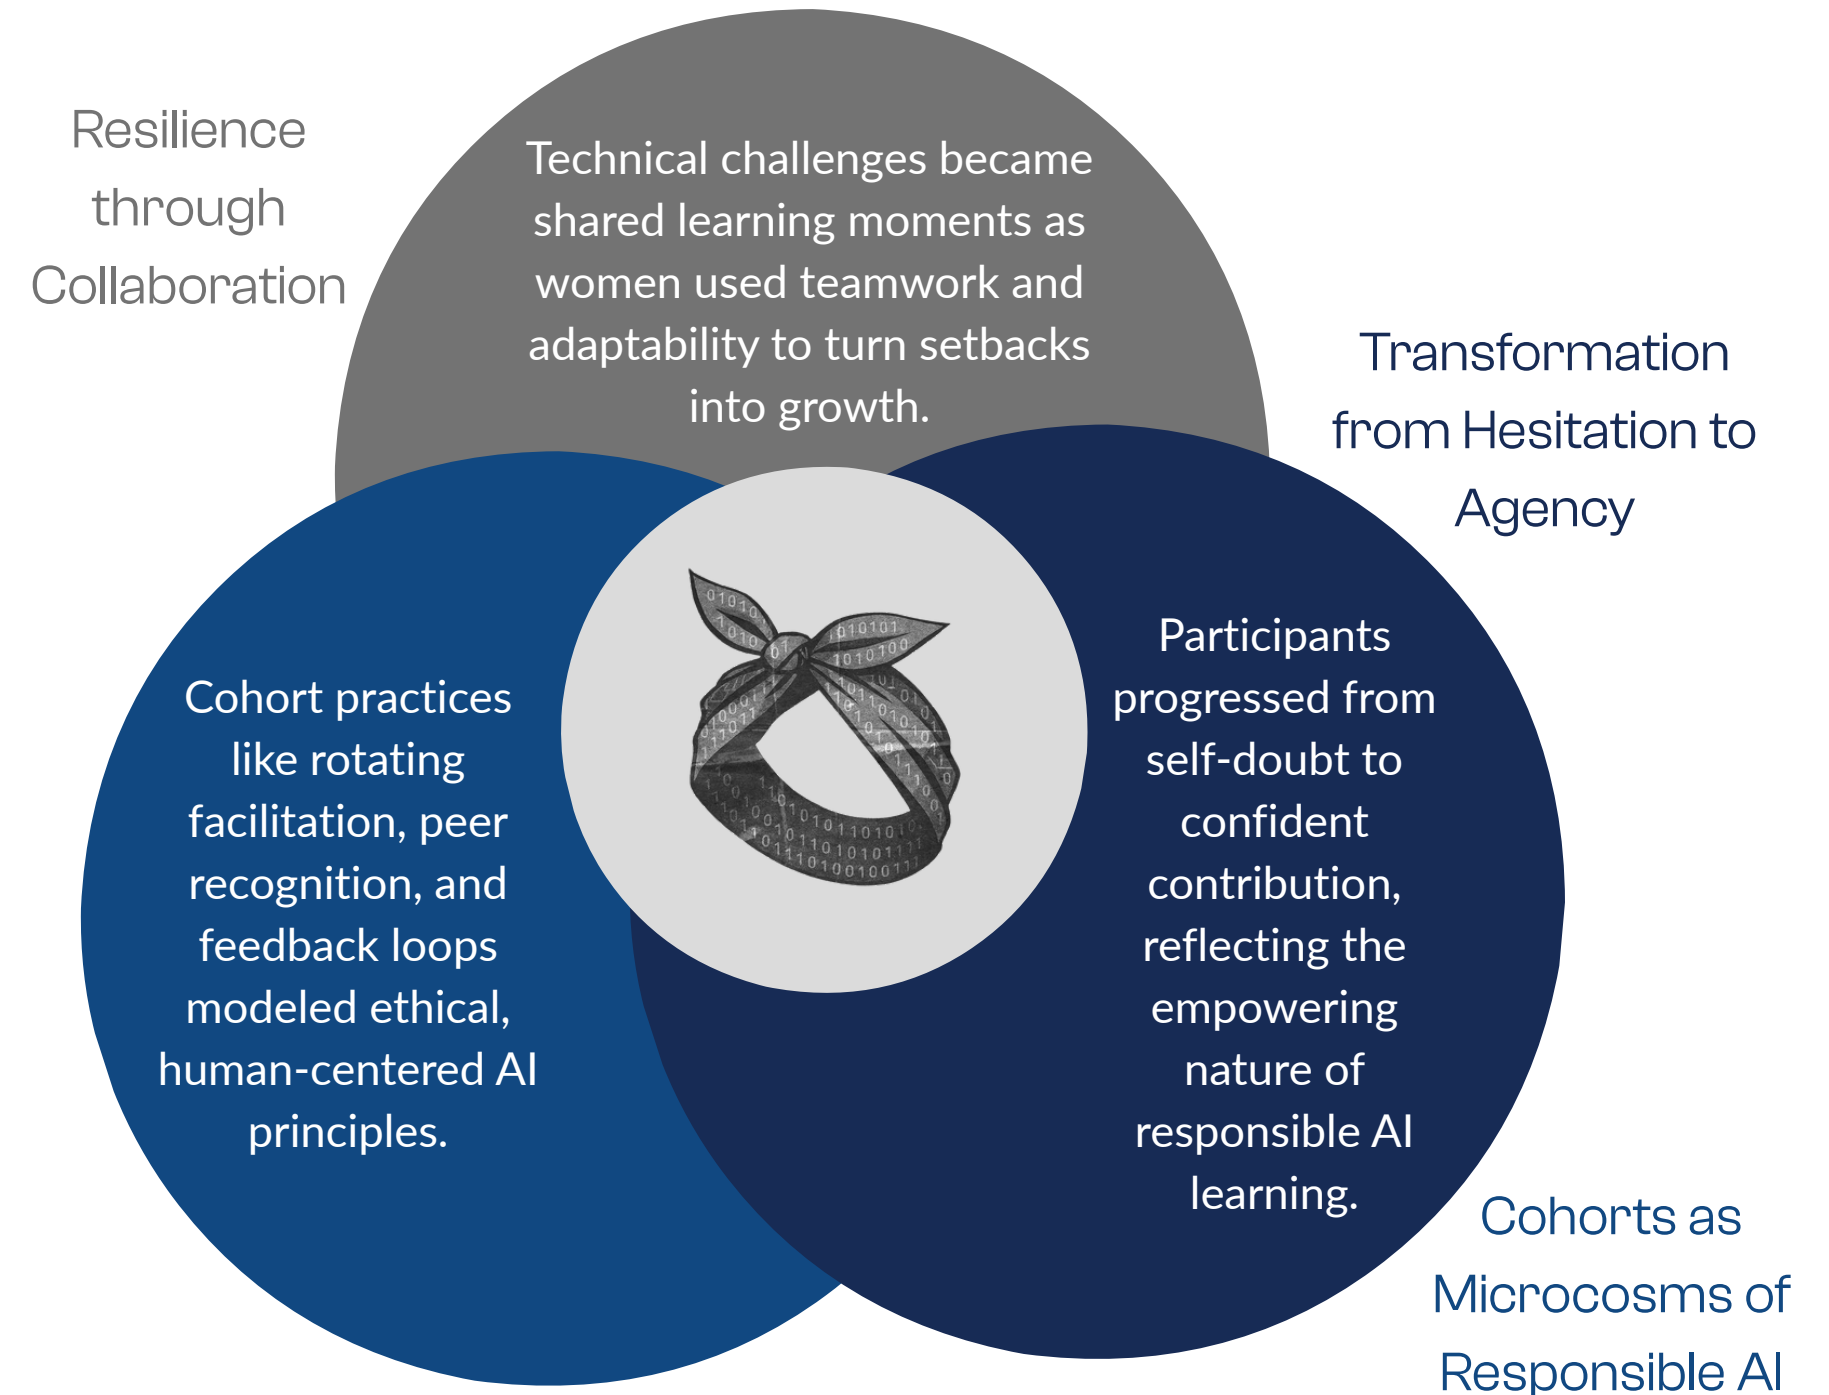 Resilience
through
Collaboration
Technical challenges became
shared learning moments as
women used teamwork and
adaptability to turn setbacks
into growth.
Transformation
from Hesitation to
Agency
Participants
progressed from
self-doubt to
confident
contribution,
reflecting the
empowering
nature of
responsible AI
learning.
Cohort practices
like rotating
facilitation, peer
recognition, and
feedback loops
modeled ethical,
human-centered AI
principles.
Cohorts as
Microcosms of
Responsible AI